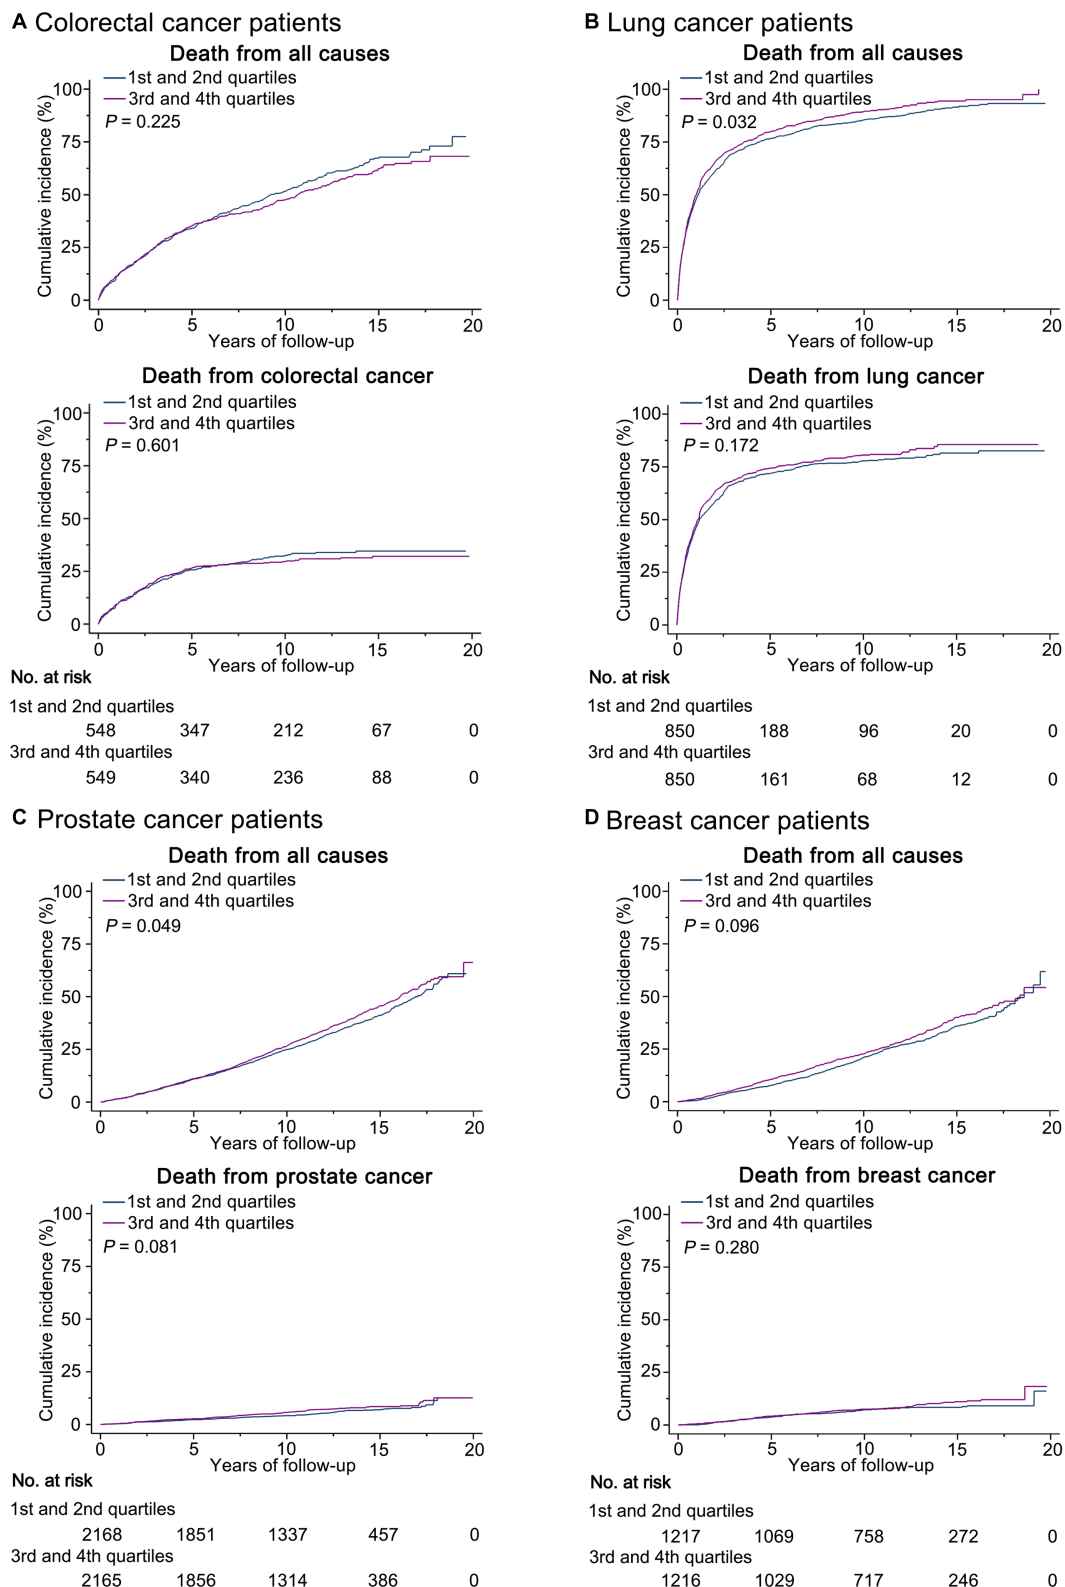 A Colorectal cancer patients
Death from all causes
1st and 2nd quartiles
3rd and 4th quartiles
P = 0.225
Cumulative incidence (%)
100
75
50
25
0
0 5 10 15 20
Years of follow-up
Death from colorectal cancer
1st and 2nd quartiles
3rd and 4th quartiles
P = 0.601
Cumulative incidence (%)
100
75
50
25
0
0 5 10 15 20
Years of follow-up
No. at risk
1st and 2nd quartiles
548 347 212 67 0
3rd and 4th quartiles
549 340 236 88 0
B Lung cancer patients
Death from all causes
1st and 2nd quartiles
3rd and 4th quartiles
P = 0.032
Cumulative incidence (%)
100
75
50
25
0
0 5 10 15 20
Years of follow-up
Death from lung cancer
1st and 2nd quartiles
3rd and 4th quartiles
P = 0.172
Cumulative incidence (%)
100
75
50
25
0
0 5 10 15 20
Years of follow-up
No. at risk
1st and 2nd quartiles
850 188 96 20 0
3rd and 4th quartiles
850 161 68 12 0
C Prostate cancer patients
Death from all causes
1st and 2nd quartiles
3rd and 4th quartiles
P = 0.049
Cumulative incidence (%)
100
75
50
25
0
0 5 10 15 20
Years of follow-up
Death from prostate cancer
1st and 2nd quartiles
3rd and 4th quartiles
P = 0.081
Cumulative incidence (%)
100
75
50
25
0
0 5 10 15 20
Years of follow-up
No. at risk
1st and 2nd quartiles
2168 1851 1337 457 0
3rd and 4th quartiles
2165 1856 1314 386 0
D Breast cancer patients
Death from all causes
1st and 2nd quartiles
3rd and 4th quartiles
P = 0.096
Cumulative incidence (%)
100
75
50
25
0
0 5 10 15 20
Years of follow-up
Death from breast cancer
1st and 2nd quartiles
3rd and 4th quartiles
P = 0.280
Cumulative incidence (%)
100
75
50
25
0
0 5 10 15 20
Years of follow-up
No. at risk
1st and 2nd quartiles
1217 1069 758 272 0
3rd and 4th quartiles
1216 1029 717 246 0